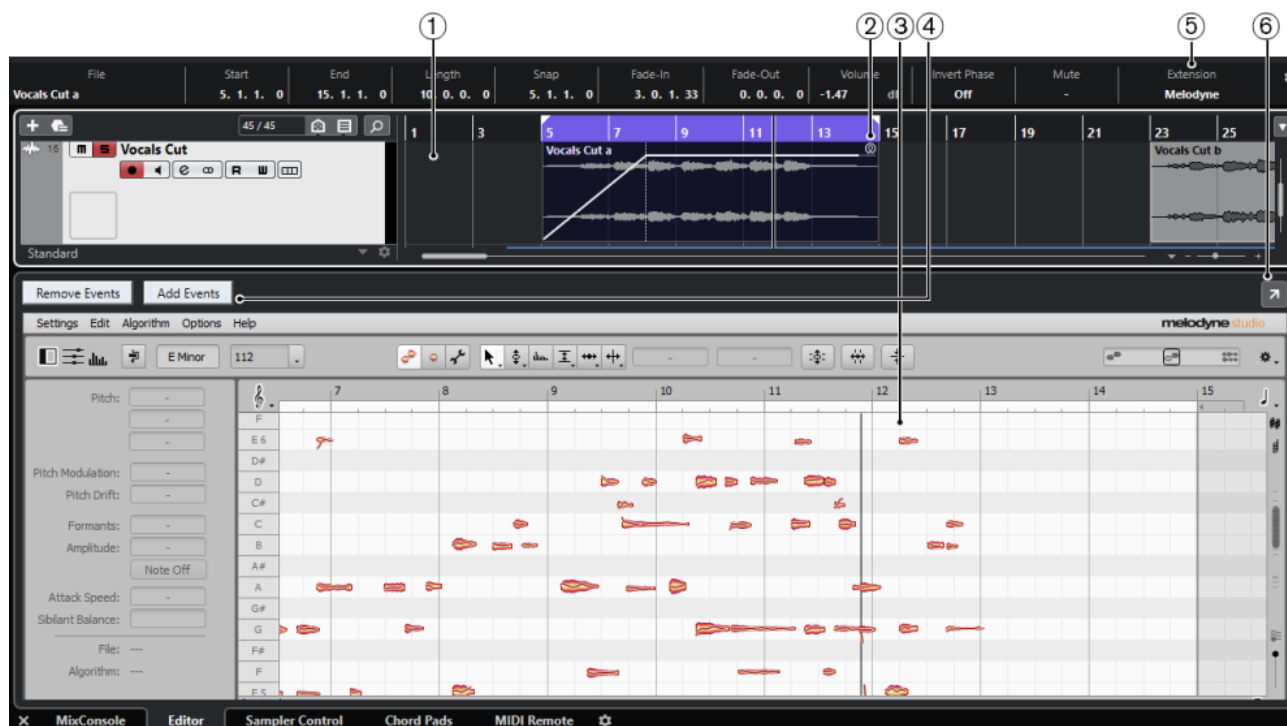 ① ② ③ ④ ⑤ ⑥
File Start End Length Snap Fade-In Fade-Out Volume Invert Phase Mute Extension
Vocals Cut a 5. 1. 1. 0 15. 1. 1. 0 10. 0. 0. 0 5. 1. 1. 0 3. 0. 1. 33 0. 0. 0. 0 -1.47 dB Off - Melodyne
45 / 45 1 3 5 7 9 11 13 15 17 19 21 23 25
16 m S Vocals Cut Vocals Cut a Vocals Cut b
e R W
Standard
Remove Events Add Events
Settings Edit Algorithm Options Help melodyne studio
E Minor 112 - -
Pitch: - 7 8 9 10 11 12 13 14 15
- F
- E 6
D#
Pitch Modulation: - D
Pitch Drift: - C#
Formants: - C
Amplitude: - B
Note Off A#
Attack Speed: - A
Sibilant Balance: G#
G
File: --- F#
Algorithm: --- F
E 5
MixConsole Editor Sampler Control Chord Pads MIDI Remote